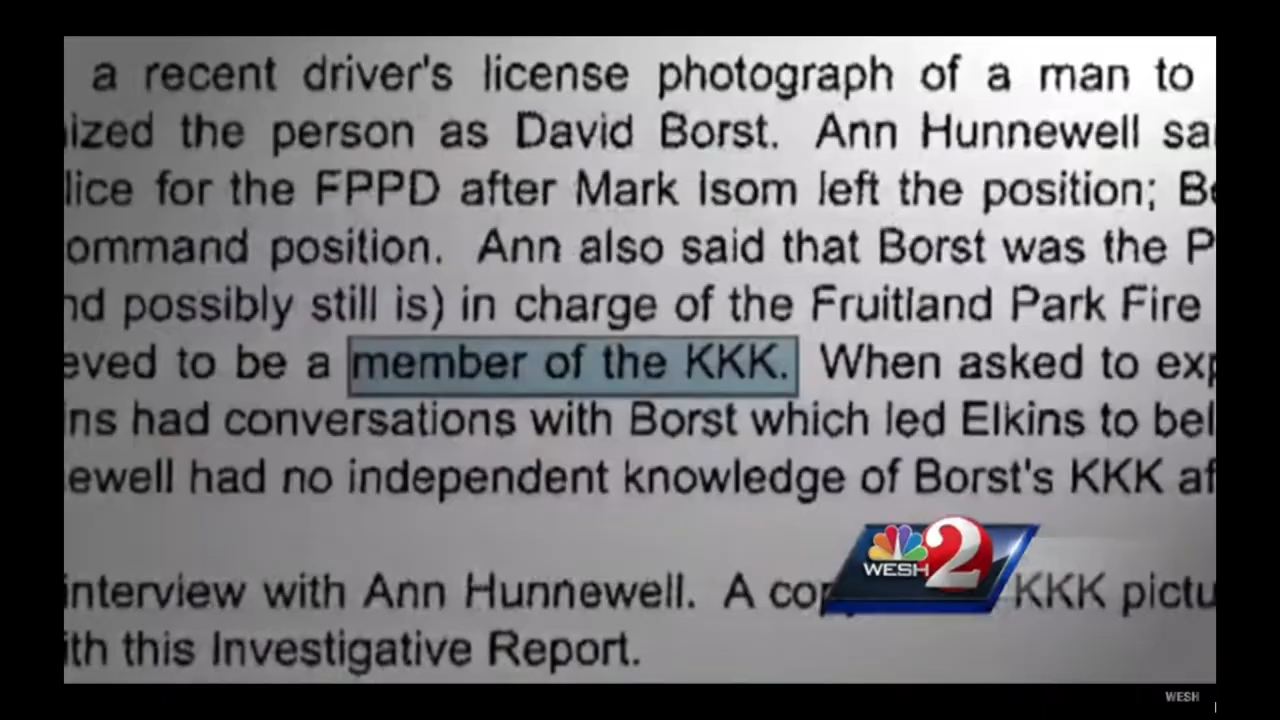 a recent driver's license photograph of a man to
ized the person as David Borst. Ann Hunnewell sa
lice for the FPPD after Mark Isom left the position; Be
ommand position. Ann also said that Borst was the P
nd possibly still is) in charge of the Fruitland Park Fire
eved to be a member of the KKK. When asked to exp
ns had conversations with Borst which led Elkins to bel
ewell had no independent knowledge of Borst's KKK af
interview with Ann Hunnewell. A cop KKK pictu
ith this Investigative Report.
WESH 2
WESH